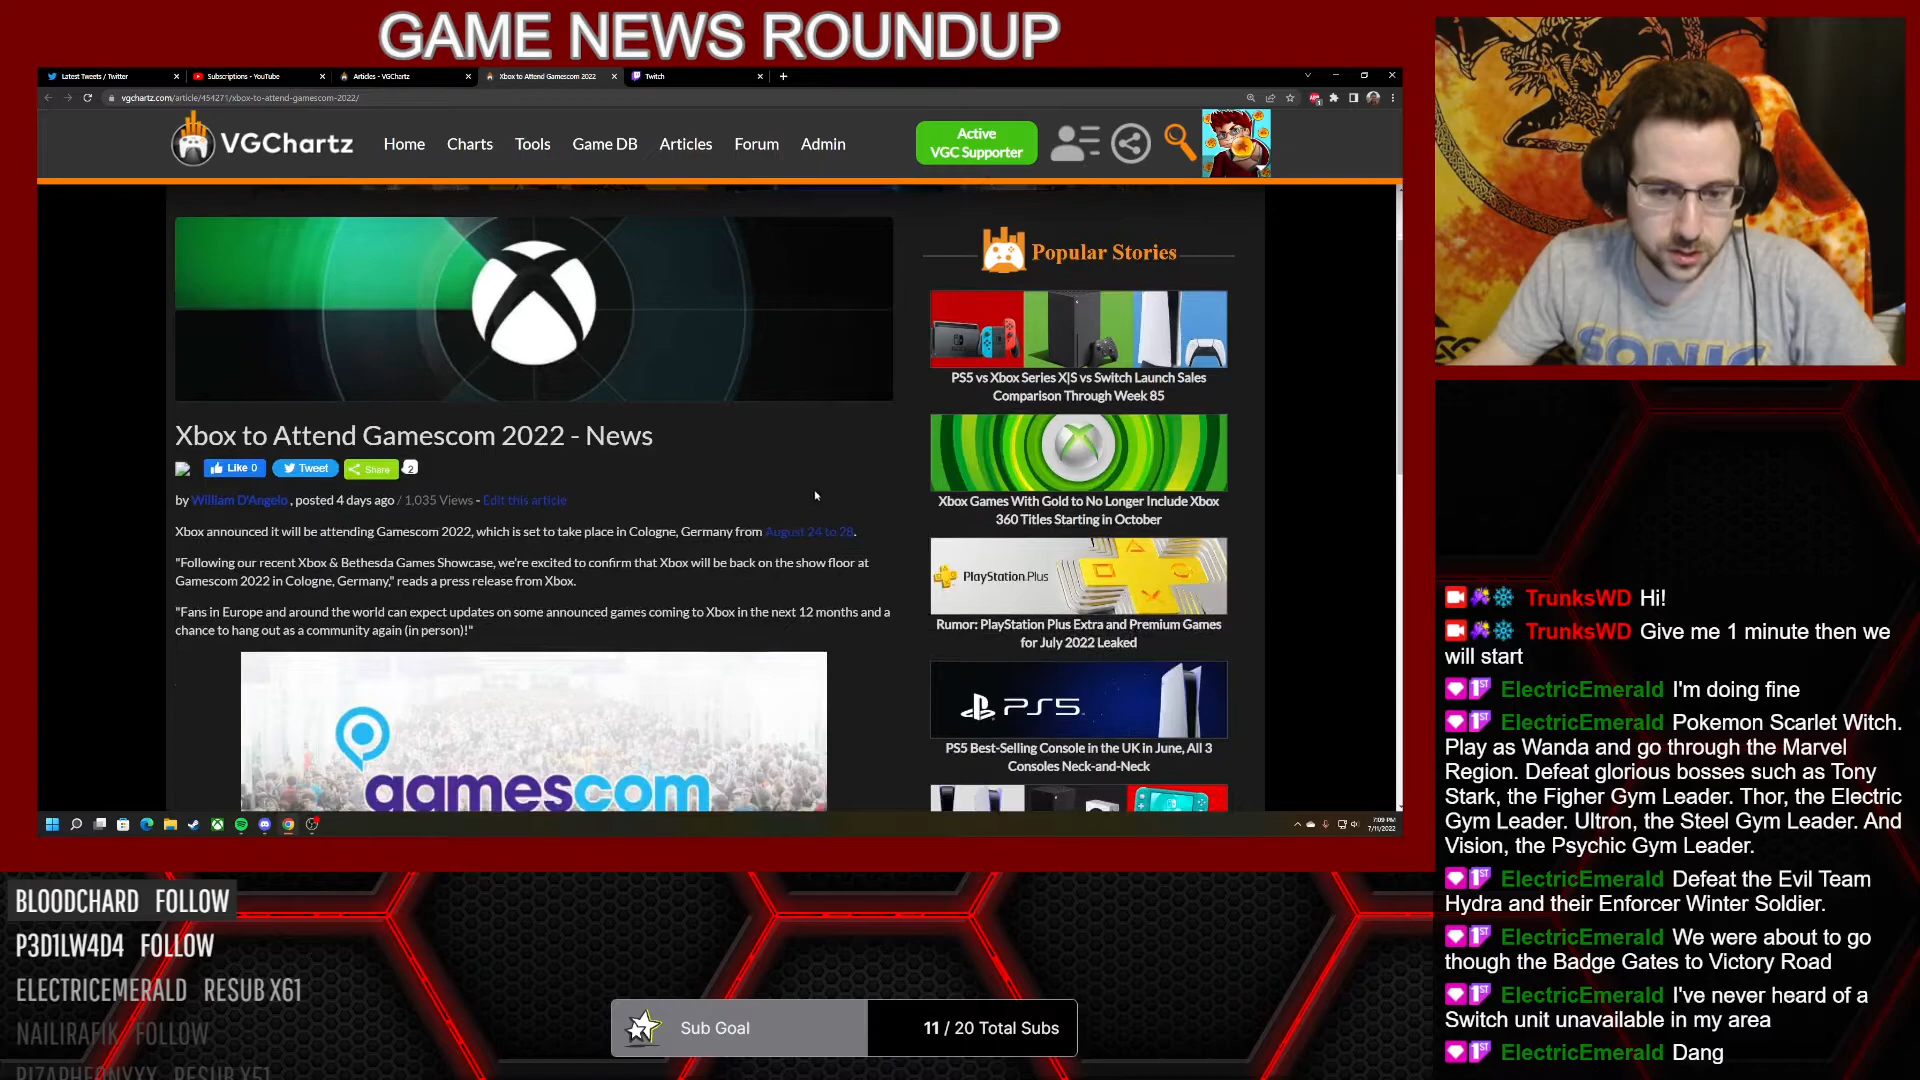 GAME NEWS ROUNDUP
Latest Tweets / Twitter
Subscriptions - YouTube
Articles - VGChartz
Xbox to Attend Gamescom 2022
Twitch
vgchartz.com/article/454271/xbox-to-attend-gamescom-2022/
VGChartz
Home
Charts
Tools
Game DB
Articles
Forum
Admin
Active
VGC Supporter
Xbox to Attend Gamescom 2022 - News
Like 0
Tweet
Share
2
by William D'Angelo , posted 4 days ago / 1,035 Views - Edit this article
Xbox announced it will be attending Gamescom 2022, which is set to take place in Cologne, Germany from August 24 to 28.
"Following our recent Xbox & Bethesda Games Showcase, we're excited to confirm that Xbox will be back on the show floor at
Gamescom 2022 in Cologne, Germany," reads a press release from Xbox.
"Fans in Europe and around the world can expect updates on some announced games coming to Xbox in the next 12 months and a
chance to hang out as a community again (in person)!"
gamescom
Popular Stories
PS5 vs Xbox Series X|S vs Switch Launch Sales
Comparison Through Week 85
Xbox Games With Gold to No Longer Include Xbox
360 Titles Starting in October
PlayStation.Plus
Rumor: PlayStation Plus Extra and Premium Games
for July 2022 Leaked
PS5
PS5 Best-Selling Console in the UK in June, All 3
Consoles Neck-and-Neck
7:09 PM
7/11/2022
SONIC
TrunksWD Hi!
TrunksWD Give me 1 minute then we
will start
1ST ElectricEmerald I'm doing fine
1ST ElectricEmerald Pokemon Scarlet Witch.
Play as Wanda and go through the Marvel
Region. Defeat glorious bosses such as Tony
Stark, the Figher Gym Leader. Thor, the Electric
Gym Leader. Ultron, the Steel Gym Leader. And
Vision, the Psychic Gym Leader.
1ST ElectricEmerald Defeat the Evil Team
Hydra and their Enforcer Winter Soldier.
1ST ElectricEmerald We were about to go
though the Badge Gates to Victory Road
1ST ElectricEmerald I've never heard of a
Switch unit unavailable in my area
1ST ElectricEmerald Dang
BLOODCHARD FOLLOW
P3D1LW4D4 FOLLOW
ELECTRICEMERALD RESUB X61
NAILIRAFIK FOLLOW
Sub Goal
11 / 20 Total Subs